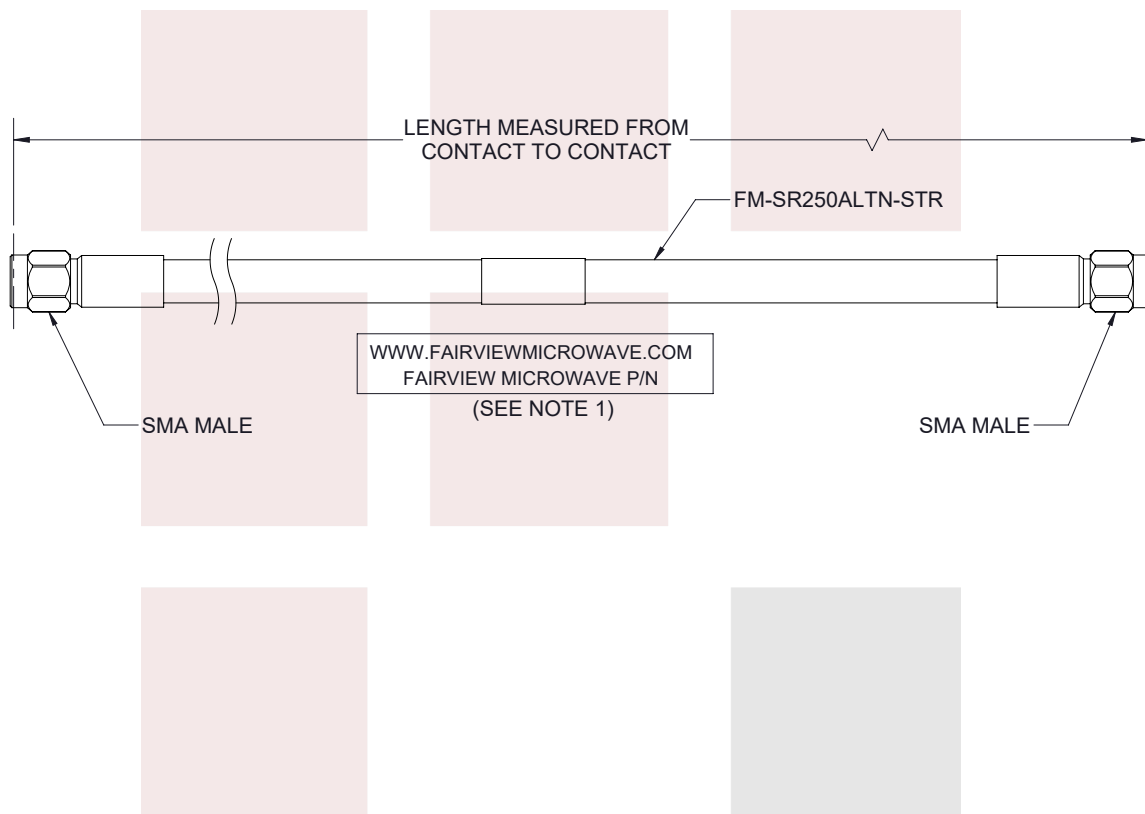 LENGTH MEASURED FROM
CONTACT TO CONTACT
FM-SR250ALTN-STR
WWW.FAIRVIEWMICROWAVE.COM
FAIRVIEW MICROWAVE P/N
(SEE NOTE 1)
SMA MALE
SMA MALE